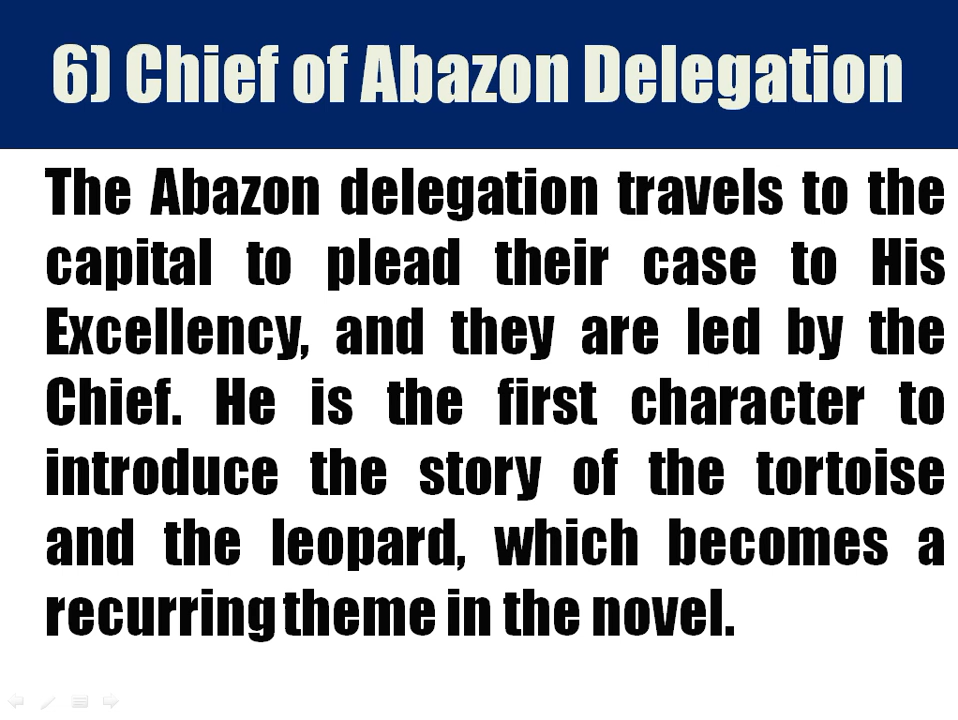 6) Chief of Abazon Delegation
The Abazon delegation travels to the
capital to plead their case to His
Excellency, and they are led by the
Chief. He is the first character to
introduce the story of the tortoise
and the leopard, which becomes a
recurring theme in the novel.